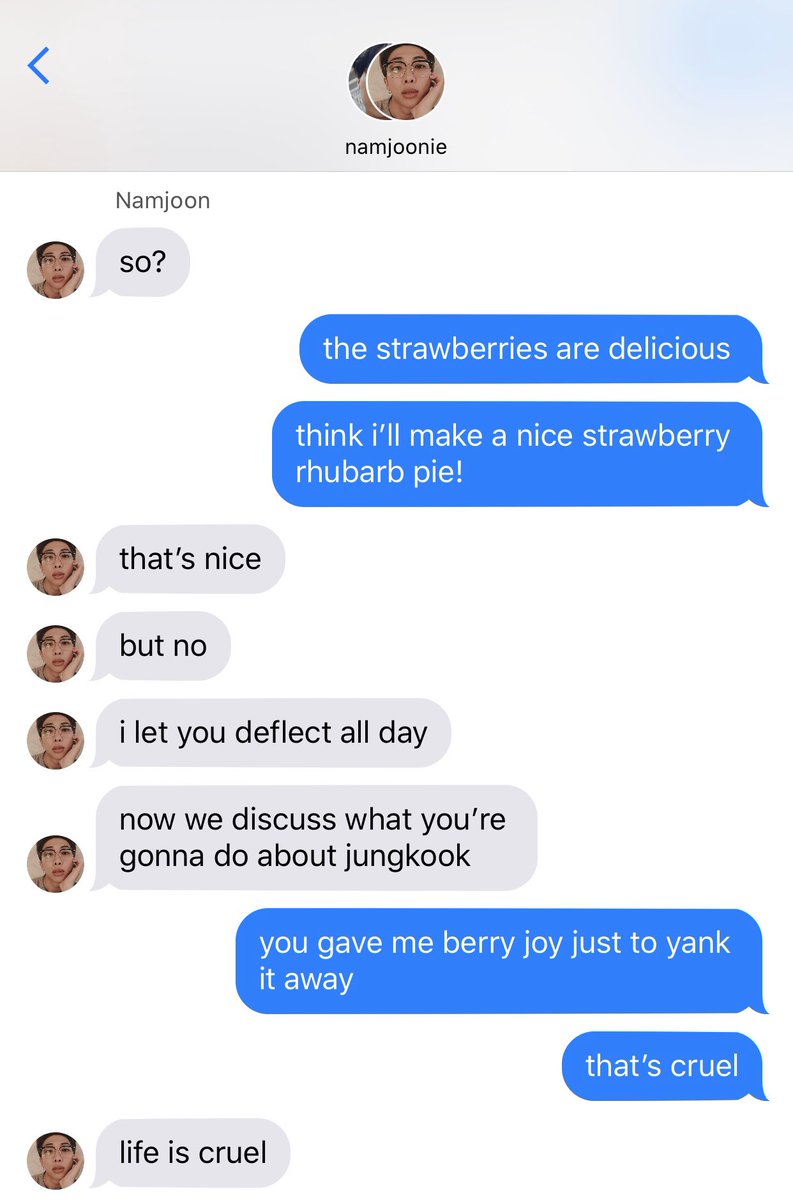 namjoonie
Namjoon
so?
the strawberries are delicious
think i’ll make a nice strawberry
rhubarb pie!
that’s nice
but no
i let you deflect all day
now we discuss what you’re
gonna do about jungkook
you gave me berry joy just to yank
it away
that’s cruel
life is cruel